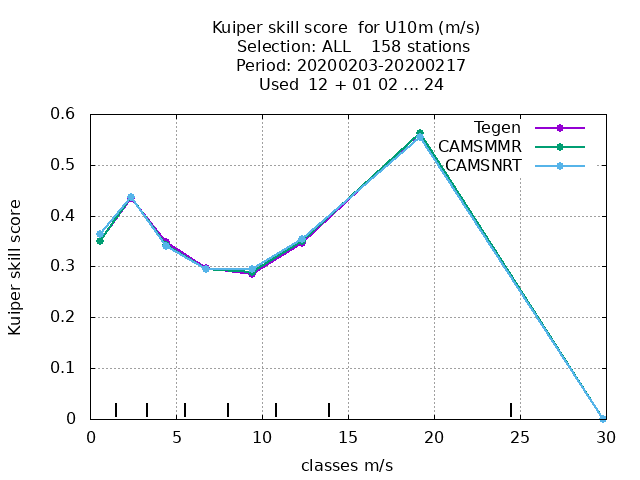 Kuiper skill score  for U10m (m/s)
Selection: ALL    158 stations
Period: 20200203-20200217
Used  12 + 01 02 ... 24
Kuiper skill score
0.6
0.5
0.4
0.3
0.2
0.1
0
Tegen
CAMSMMR
CAMSNRT
0 5 10 15 20 25 30
classes m/s